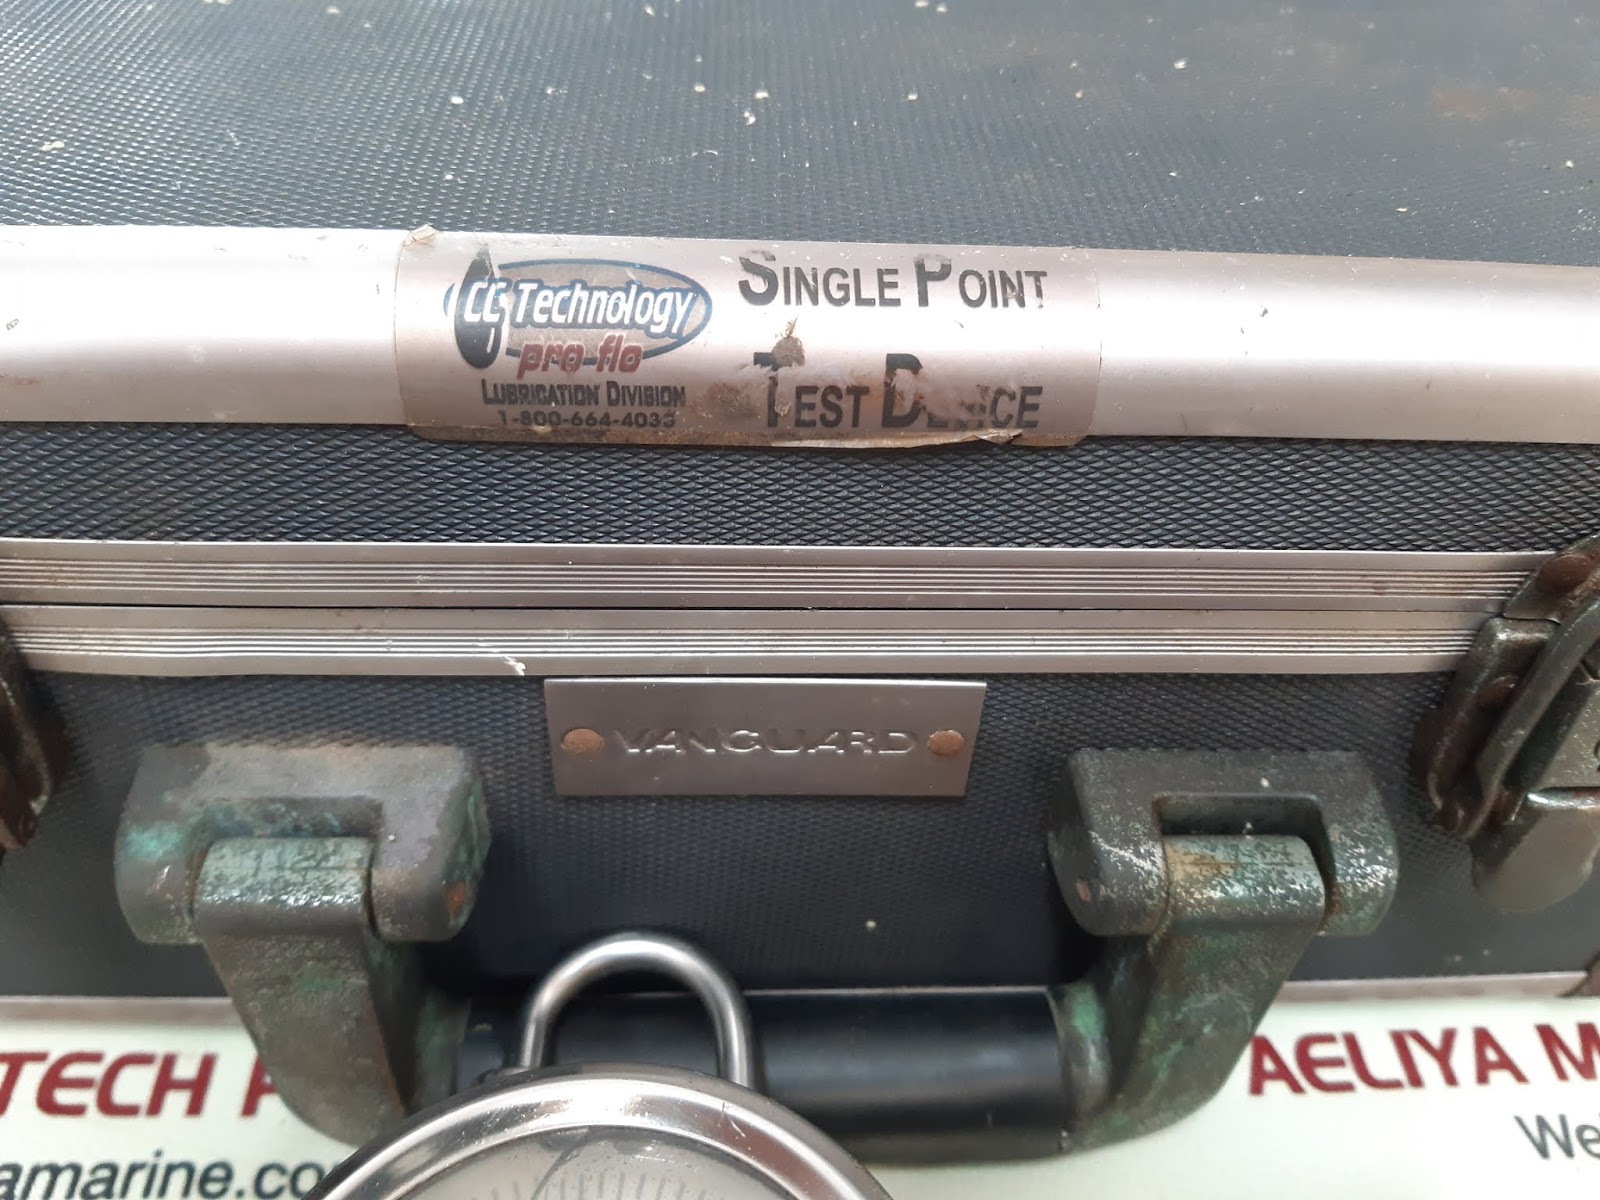 CC Technology
pro-flo
LUBRICATION DIVISION
1-800-664-4033
SINGLE POINT
TEST DEVICE
VANGUARD
TECH
AELIYA M
amarine.co
We